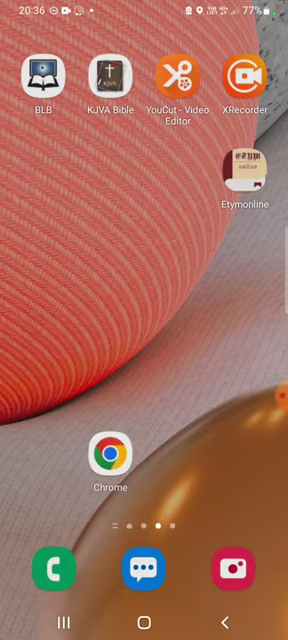 20:36
77%
BLB
KJVA Bible
YouCut - Video Editor
XRecorder
Etymonline
Chrome